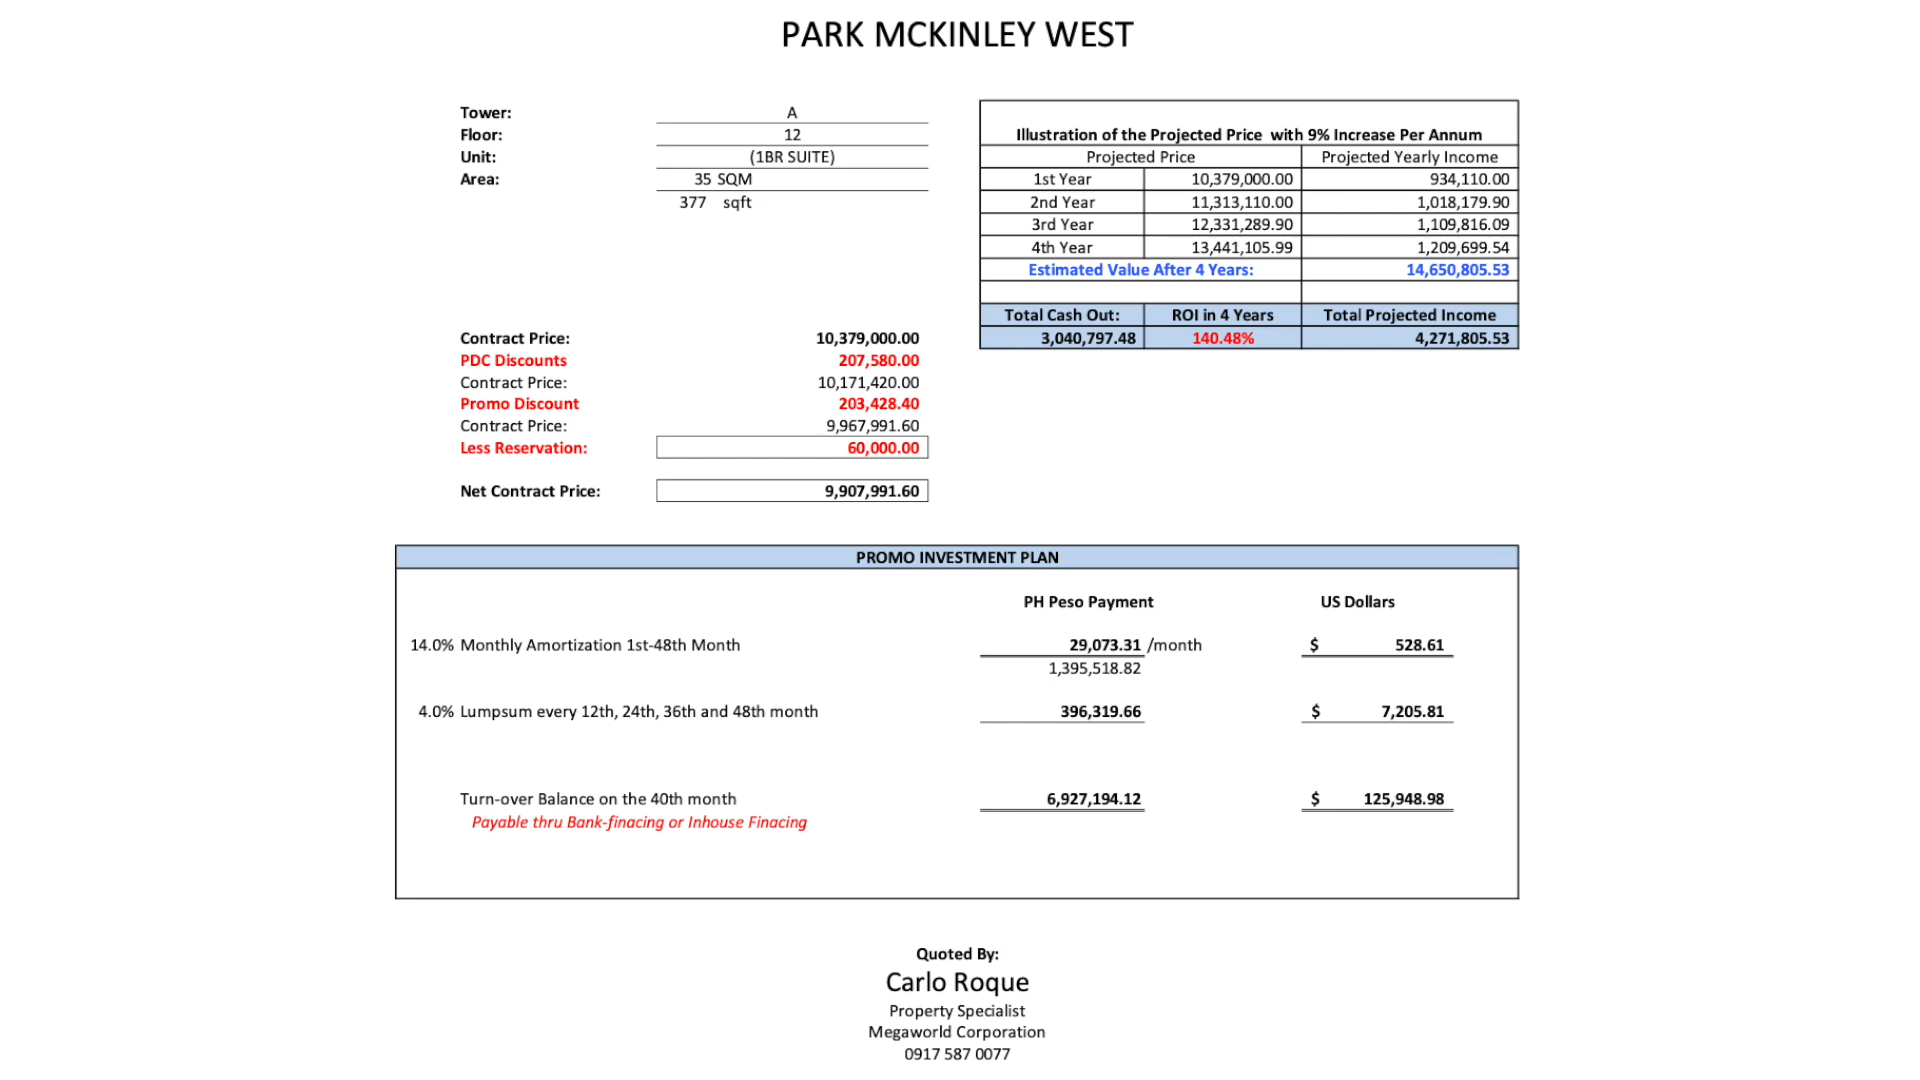 PARK MCKINLEY WEST
Tower: A
Floor: 12
Unit: (1BR SUITE)
Area: 35 SQM
377 sqft
Illustration of the Projected Price with 9% Increase Per Annum
Projected Price Projected Yearly Income
1st Year 10,379,000.00 934,110.00
2nd Year 11,313,110.00 1,018,179.90
3rd Year 12,331,289.90 1,109,816.09
4th Year 13,441,105.99 1,209,699.54
Estimated Value After 4 Years: 14,650,805.53
Total Cash Out: ROI in 4 Years Total Projected Income
3,040,797.48 140.48% 4,271,805.53
Contract Price: 10,379,000.00
PDC Discounts 207,580.00
Contract Price: 10,171,420.00
Promo Discount 203,428.40
Contract Price: 9,967,991.60
Less Reservation: 60,000.00
Net Contract Price: 9,907,991.60
PROMO INVESTMENT PLAN
PH Peso Payment US Dollars
14.0% Monthly Amortization 1st-48th Month 29,073.31 /month $ 528.61
1,395,518.82
4.0% Lumpsum every 12th, 24th, 36th and 48th month 396,319.66 $ 7,205.81
Turn-over Balance on the 40th month 6,927,194.12 $ 125,948.98
Payable thru Bank-finacing or Inhouse Finacing
Quoted By:
Carlo Roque
Property Specialist
Megaworld Corporation
0917 587 0077